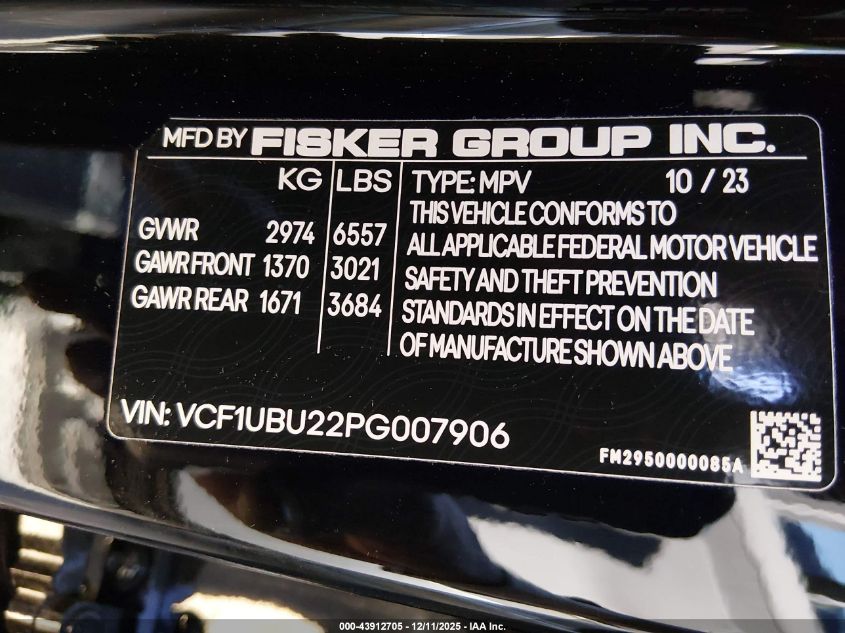 MFD BY FISKER GROUP INC.
KG LBS TYPE: MPV 10 / 23
GVWR 2974 6557
GAWR FRONT 1370 3021
GAWR REAR 1671 3684
THIS VEHICLE CONFORMS TO
ALL APPLICABLE FEDERAL MOTOR VEHICLE
SAFETY AND THEFT PREVENTION
STANDARDS IN EFFECT ON THE DATE
OF MANUFACTURE SHOWN ABOVE
VIN: VCF1UBU22PG007906
FM2950000085A
000-43912705 - 12/11/2025 - IAA Inc.